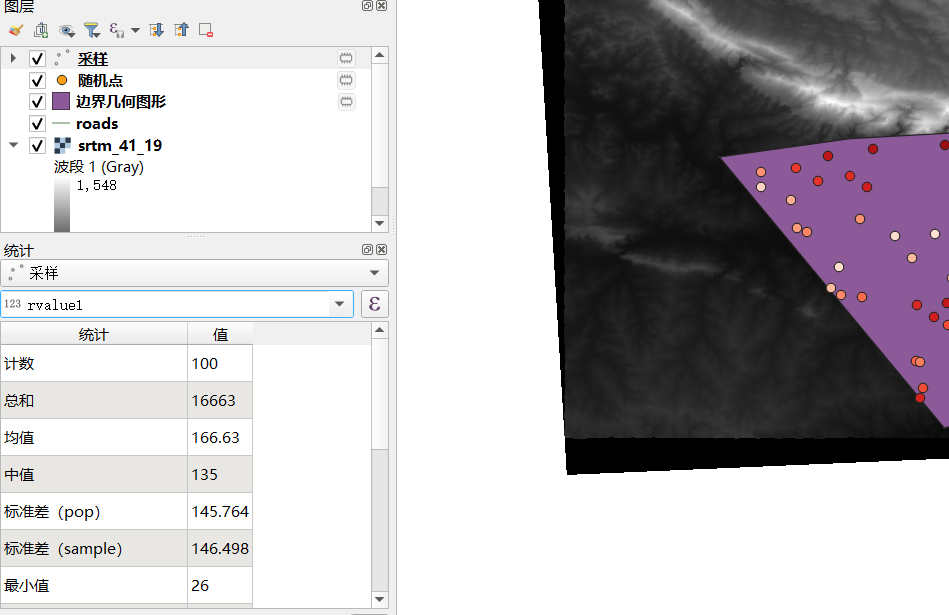 图层
采样
随机点
边界几何图形
roads
srtm_41_19
波段 1 (Gray)
1,548
统计
采样
123 rvalue1
ε
统计 值
计数 100
总和 16663
均值 166.63
中值 135
标准差（pop） 145.764
标准差（sample） 146.498
最小值 26